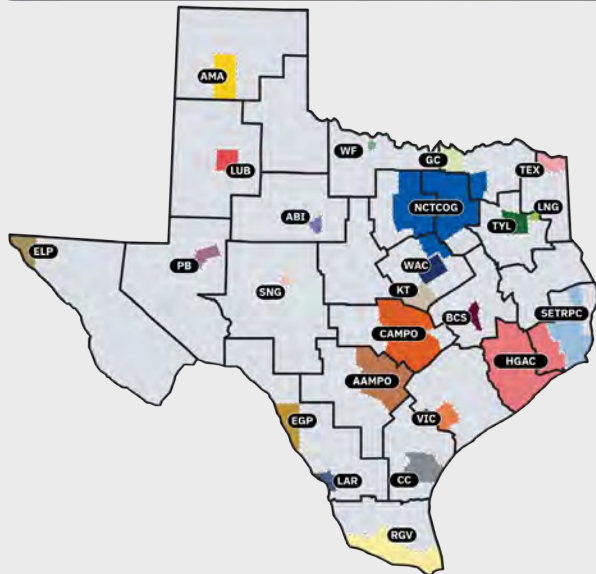 AMA
WF
GC
LUB
TEX
NCTCOG
LNG
ABI
TYL
ELP
PB
WAC
SNG
KT
CAMPO
BCS
SETRPC
HGAC
AAMPO
EGP
VIC
LAR
CC
RGV